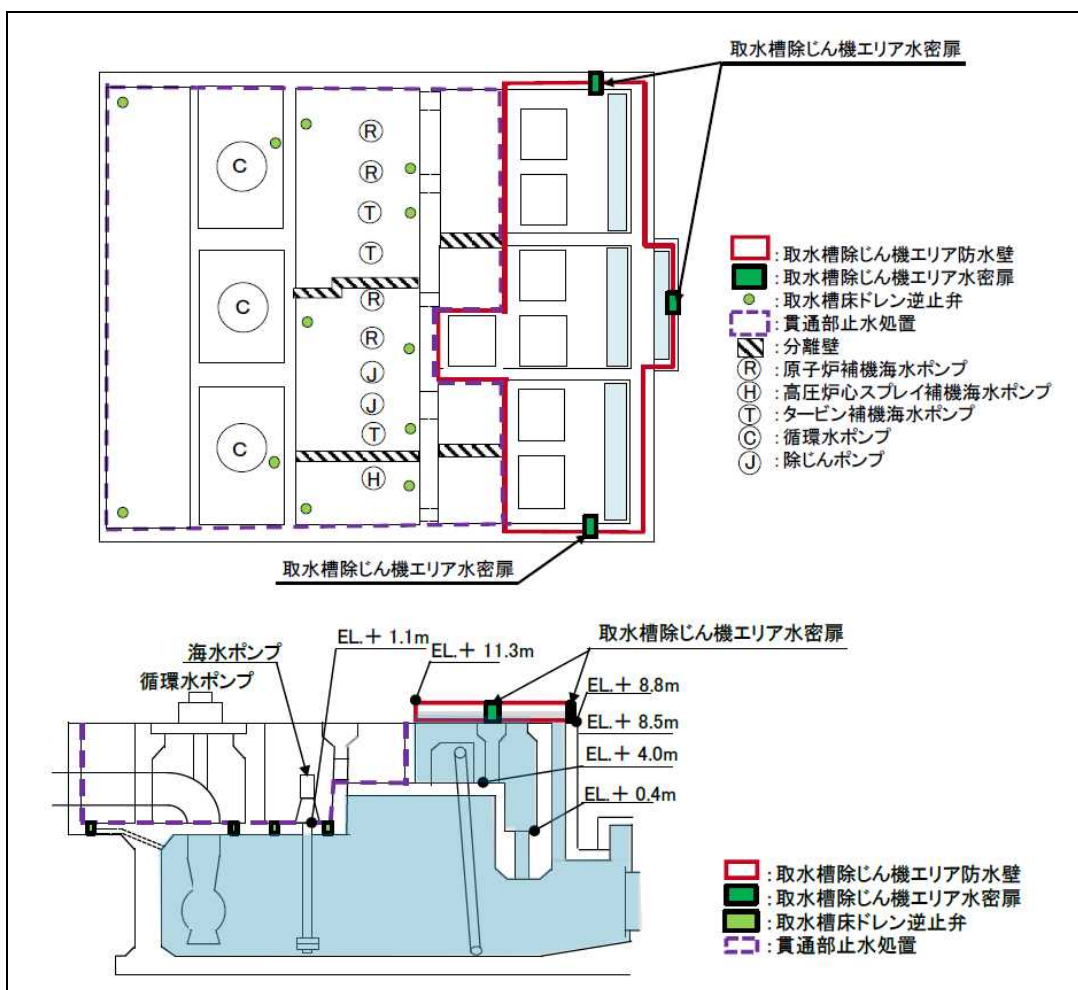 取水槽除じん機エリア水密扉
C
C
C
R
R
T
T
R
R
J
J
T
H
:取水槽除じん機エリア防水壁
:取水槽除じん機エリア水密扉
:取水槽床ドレン逆止弁
:貫通部止水処置
:分離壁
R :原子炉補機海水ポンプ
H :高圧炉心スプレイ補機海水ポンプ
T :タービン補機海水ポンプ
C :循環水ポンプ
J :除じんポンプ
取水槽除じん機エリア水密扉
海水ポンプ
循環水ポンプ
EL.+ 1.1m
EL.+ 11.3m
取水槽除じん機エリア水密扉
EL.+ 8.8m
EL.+ 8.5m
EL.+ 4.0m
EL.+ 0.4m
:取水槽除じん機エリア防水壁
:取水槽除じん機エリア水密扉
:取水槽床ドレン逆止弁
:貫通部止水処置